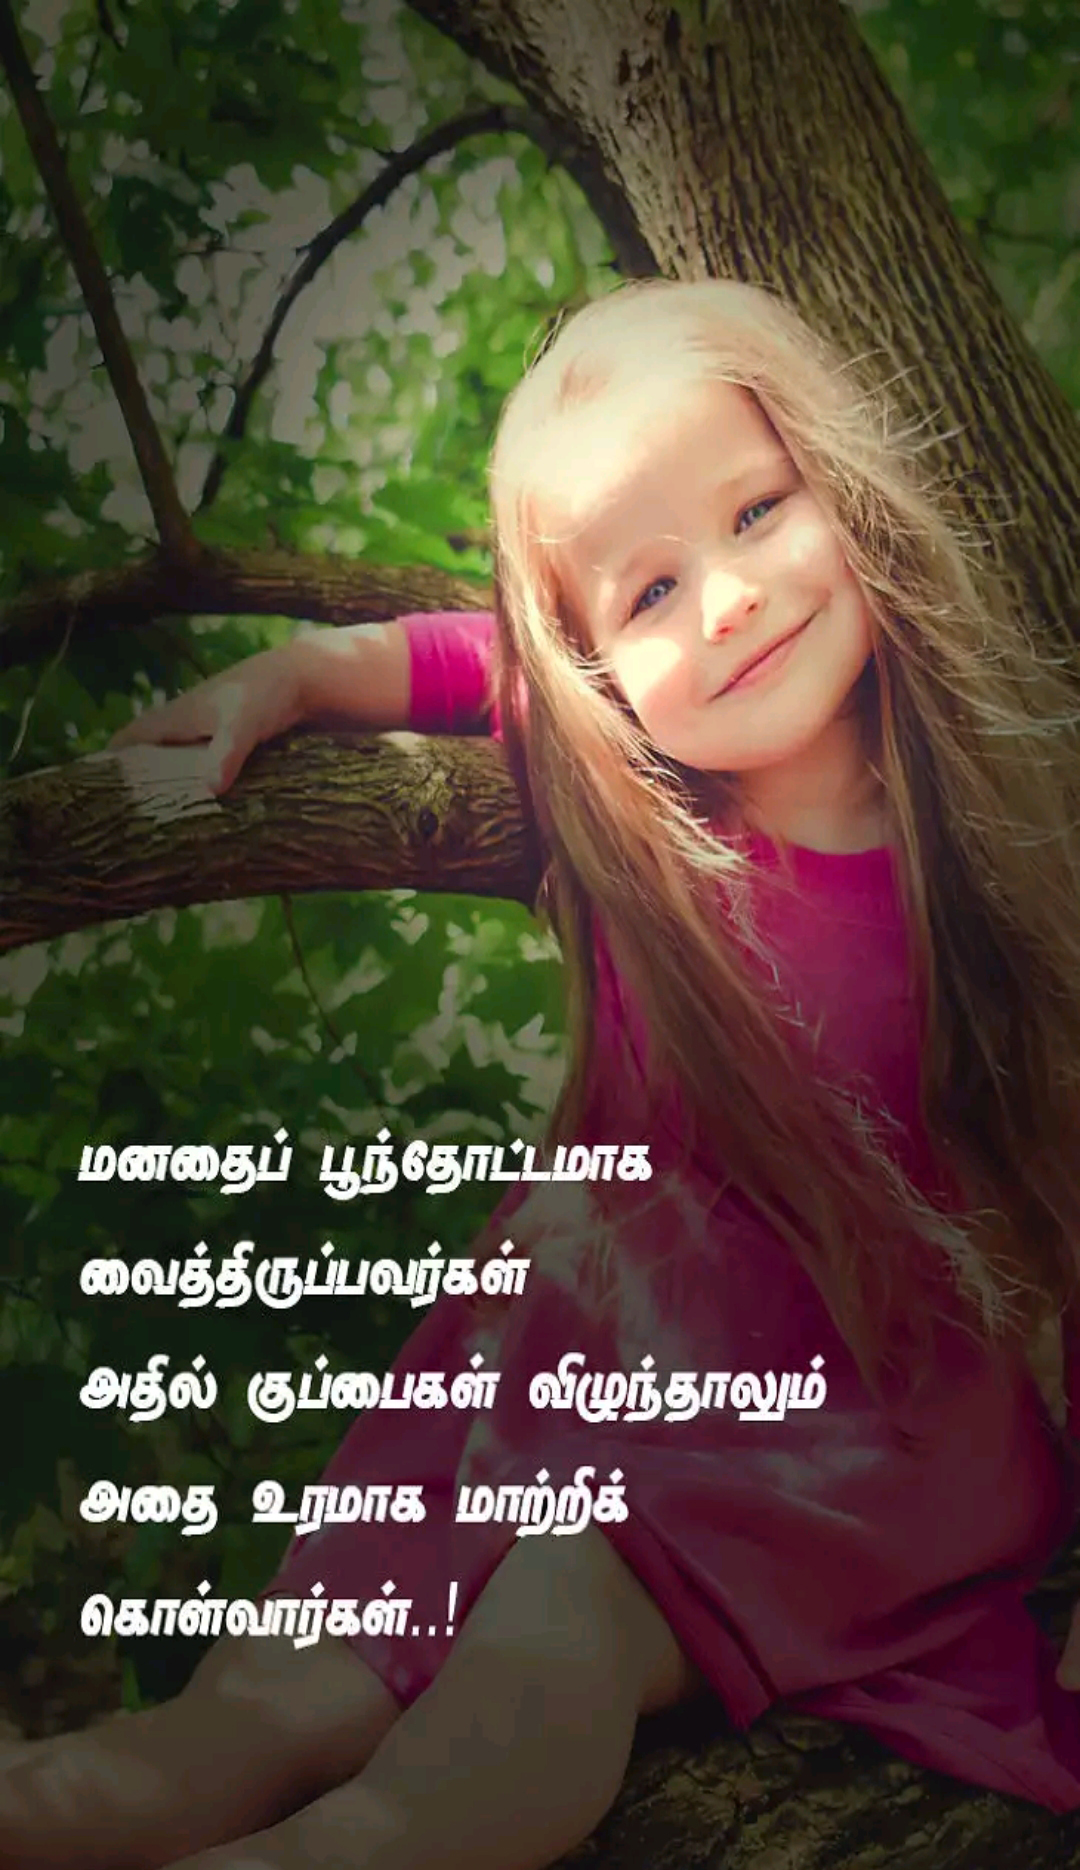 மனதைப் பூந்தோட்டமாக
வைத்திருப்பவர்கள்
அதில் குப்பைகள் விழுந்தாலும்
அதை உரமாக மாற்றிக்
கொள்வார்கள்..!